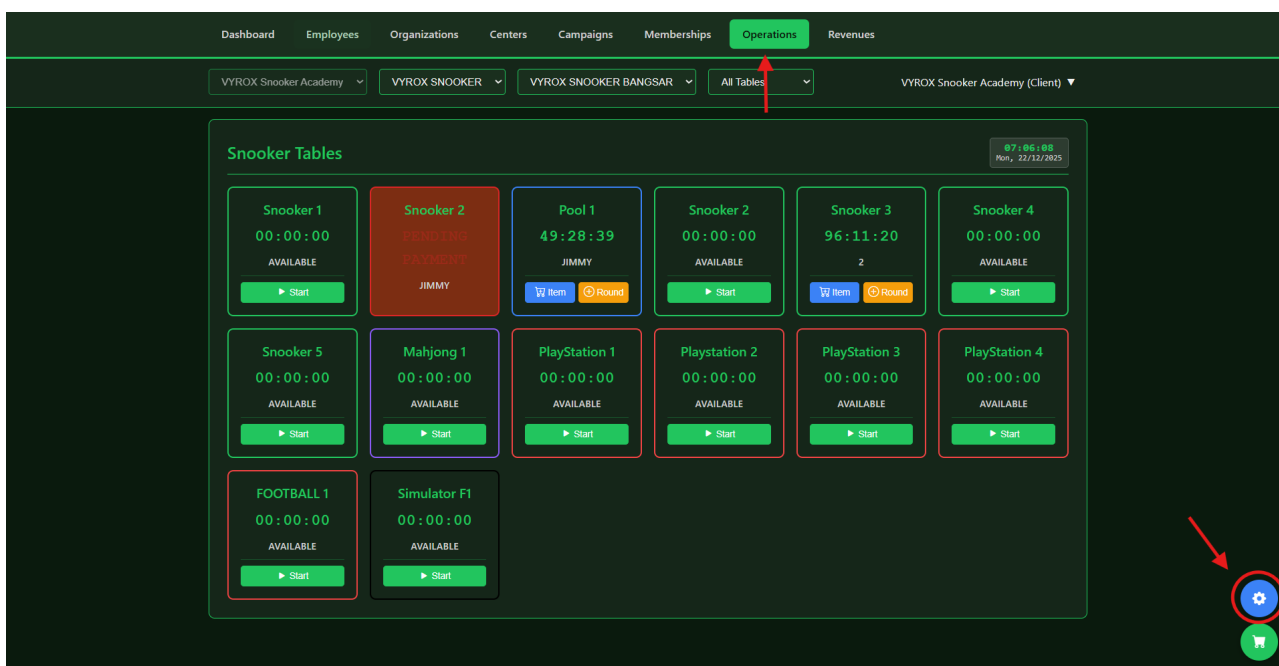 Dashboard Employees Organizations Centers Campaigns Memberships Operations Revenues
VYROX Snooker Academy VYROX SNOOKER VYROX SNOOKER BANGSAR All Tables VYROX Snooker Academy (Client) ▼
Snooker Tables
07:06:08
Mon, 22/12/2025
Snooker 1
00:00:00
AVAILABLE
Start
Snooker 2
PENDING
PAYMENT
JIMMY
Pool 1
49:28:39
JIMMY
Item Round
Snooker 2
00:00:00
AVAILABLE
Start
Snooker 3
96:11:20
2
Item Round
Snooker 4
00:00:00
AVAILABLE
Start
Snooker 5
00:00:00
AVAILABLE
Start
Mahjong 1
00:00:00
AVAILABLE
Start
PlayStation 1
00:00:00
AVAILABLE
Start
Playstation 2
00:00:00
AVAILABLE
Start
PlayStation 3
00:00:00
AVAILABLE
Start
PlayStation 4
00:00:00
AVAILABLE
Start
FOOTBALL 1
00:00:00
AVAILABLE
Start
Simulator F1
00:00:00
AVAILABLE
Start